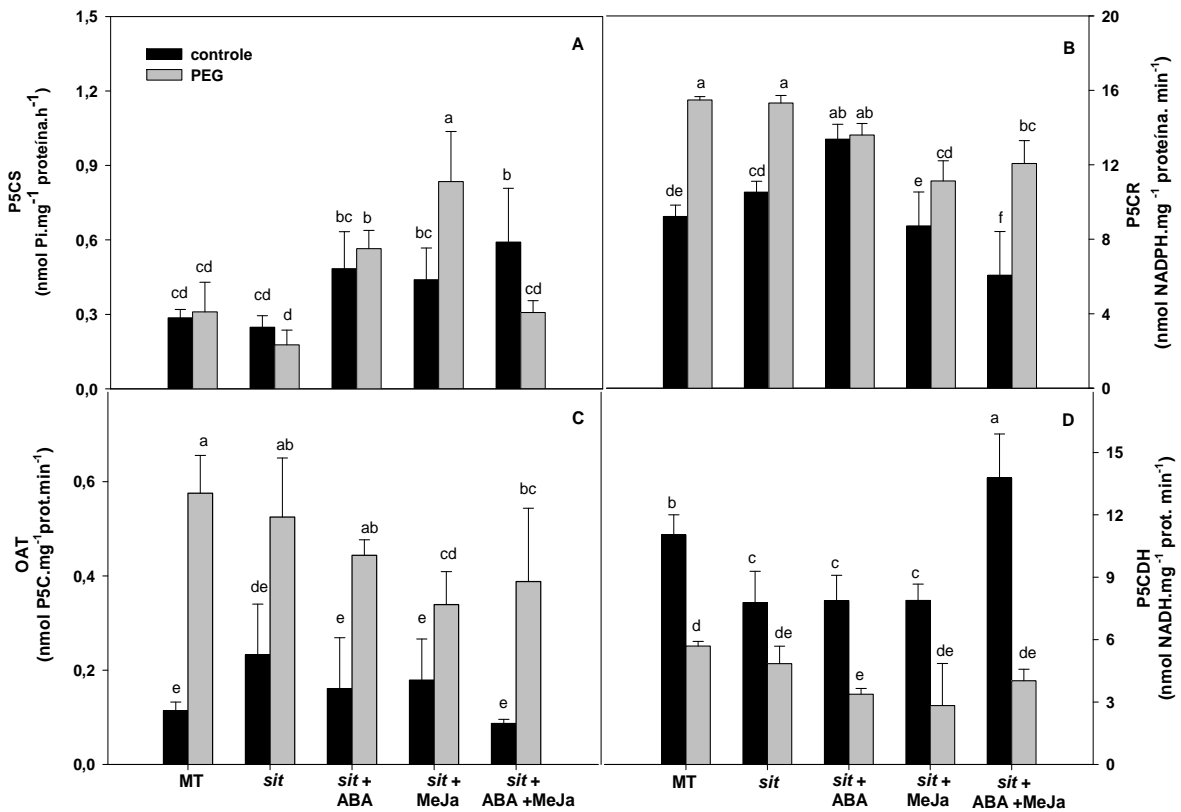 1,5
1,2
0,9
0,6
0,3
0,0
P5CS
(nmol Pi.mg⁻¹ proteína.h⁻¹)
controle
PEG
A
cd
cd
cd
d
bc
b
bc
a
b
cd
B
de
a
cd
a
ab
ab
e
cd
f
bc
20
16
12
8
4
0
P5CR
(nmol NADPH.mg⁻¹ proteína. min⁻¹)
0,6
0,4
0,2
0,0
OAT
(nmol P5C.mg⁻¹prot.min⁻¹)
C
e
a
de
ab
e
ab
e
cd
e
bc
MT
sit
sit +
ABA
sit +
MeJa
sit +
ABA +MeJa
D
b
d
c
de
c
e
c
de
a
de
15
12
9
6
3
0
P5CDH
(nmol NADH.mg⁻¹ prot. min⁻¹)
MT
sit
sit +
ABA
sit +
MeJa
sit +
ABA +MeJa